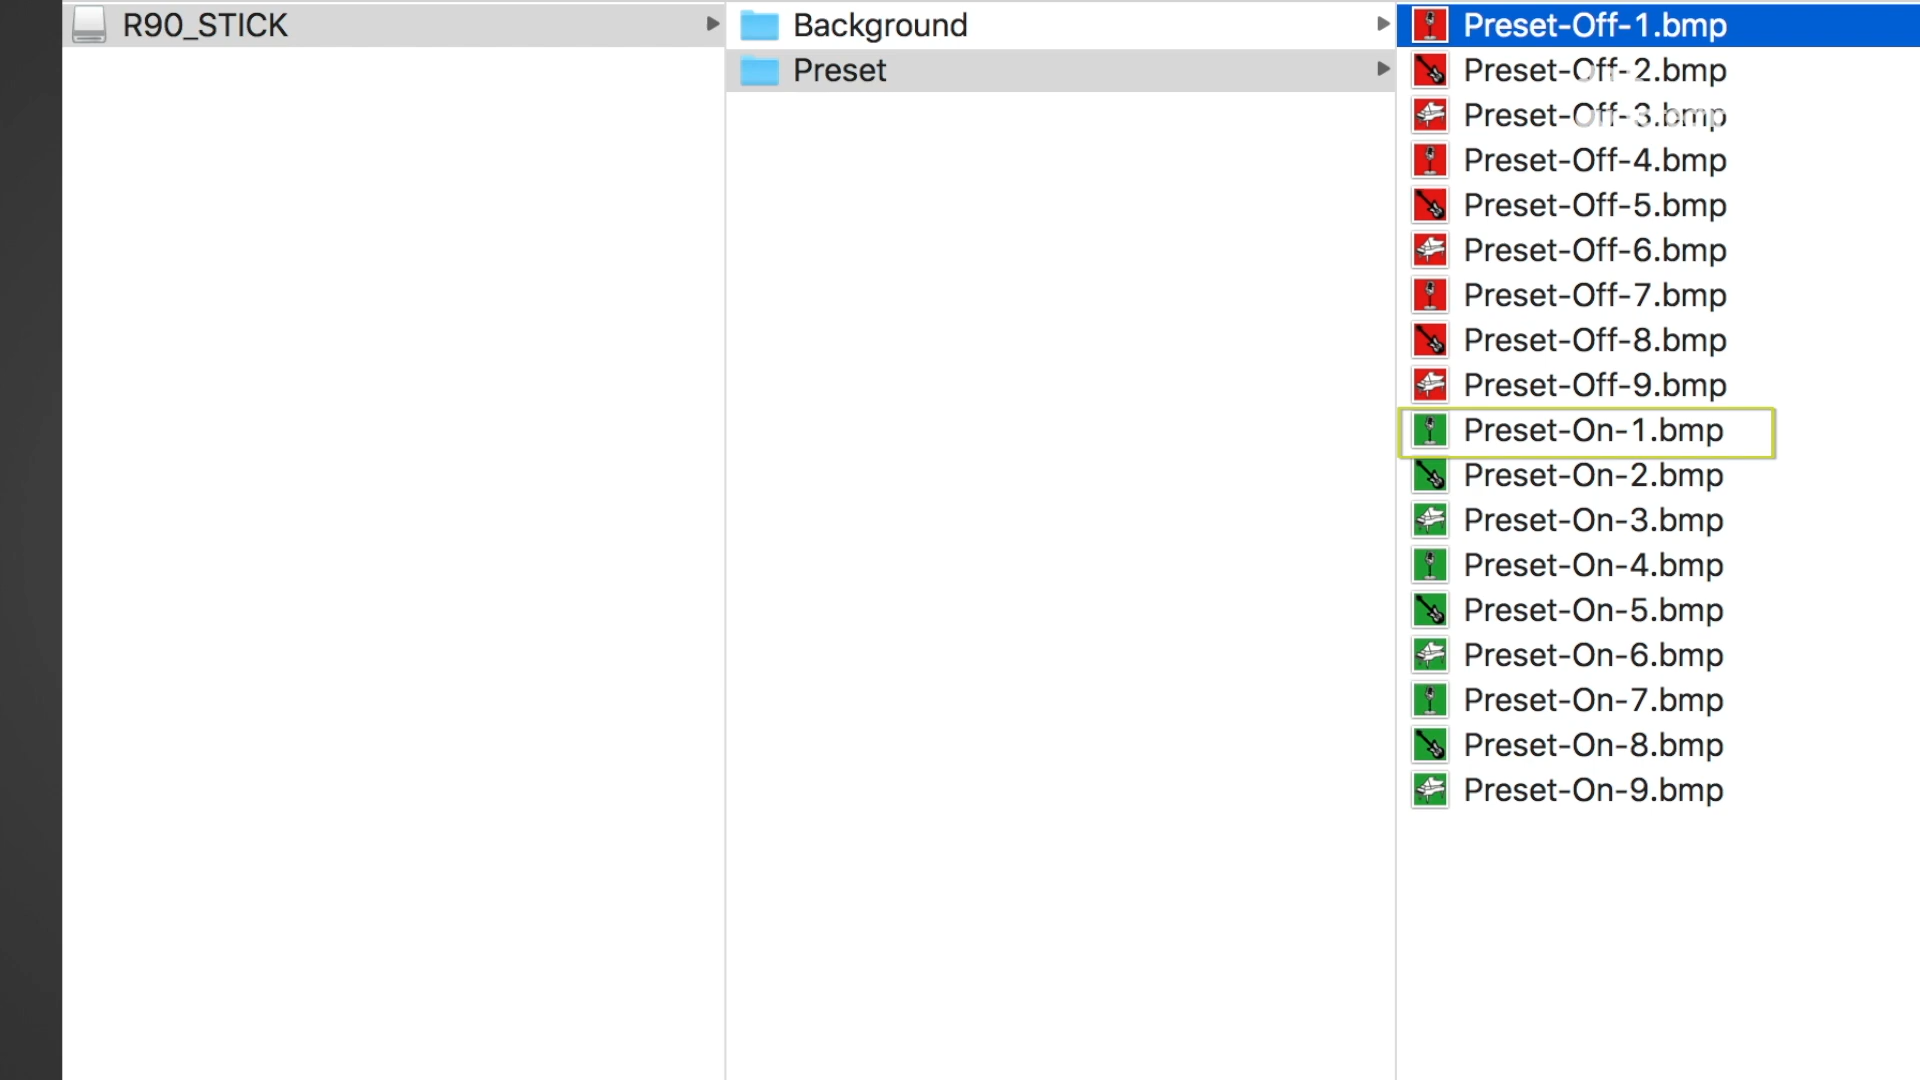 R90_STICK
Background
Preset
Preset-Off-1.bmp
Preset-Off-2.bmp
Preset-Off-3.bmp
Preset-Off-4.bmp
Preset-Off-5.bmp
Preset-Off-6.bmp
Preset-Off-7.bmp
Preset-Off-8.bmp
Preset-Off-9.bmp
Preset-On-1.bmp
Preset-On-2.bmp
Preset-On-3.bmp
Preset-On-4.bmp
Preset-On-5.bmp
Preset-On-6.bmp
Preset-On-7.bmp
Preset-On-8.bmp
Preset-On-9.bmp